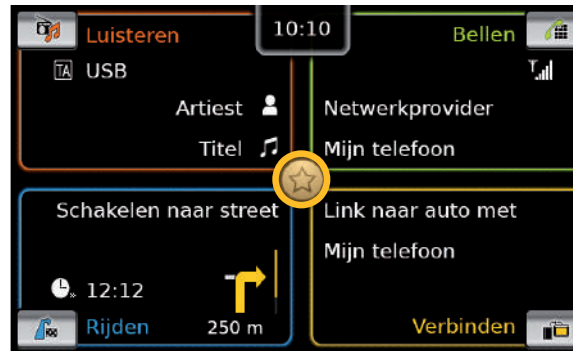 10:10
Luisteren
TA USB
Artiest
Titel
Bellen
Netwerkprovider
Mijn telefoon
Schakelen naar street
12:12
250 m
Rijden
Link naar auto met
Mijn telefoon
Verbinden